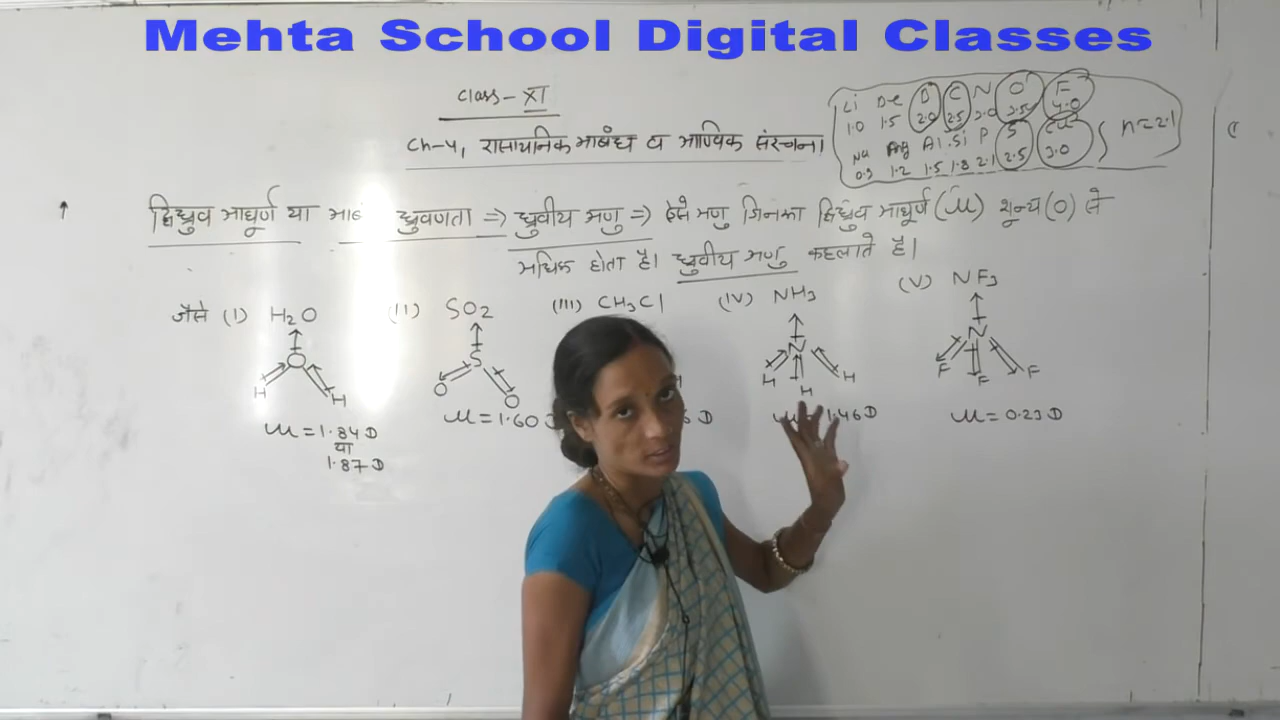 Mehta School Digital Classes
Class - XI
Ch-4, रासायनिक आबंध व आण्विक संरचना
Li Be B C N O F
1.0 1.5 2.0 2.5 3.0 3.5 4.0
Na Mg Al Si P S Cl
0.9 1.2 1.5 1.8 2.1 2.5 3.0
H = 2.1
द्विध्रुव आघूर्ण या ध्रुवणता ⇒ ध्रुवीय अणु ⇒ ऐसे अणु जिनका द्विध्रुव आघूर्ण (μ) शून्य (0) से
अधिक होता है। ध्रुवीय अणु कहलाते है।
जैसे (I) H2O (II) SO2 (III) CH3Cl (IV) NH3 (V) NF3
O S N N
H H O O H H H F F F
μ = 1.84 D μ = 1.60 D 1.46 D μ = 0.23 D
या
1.87 D